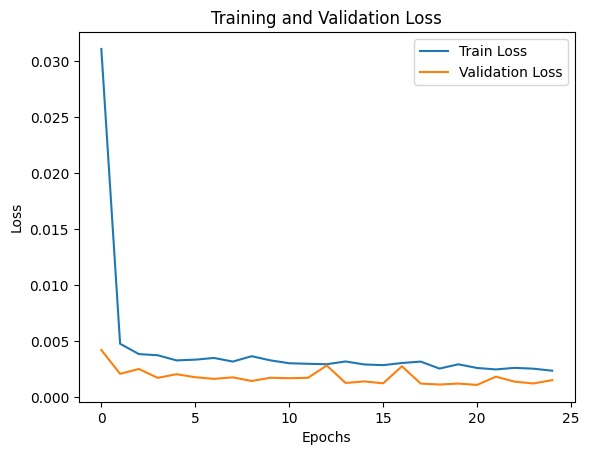 Training and Validation Loss
Train Loss
Validation Loss
0.030
0.025
0.020
0.015
0.010
0.005
0.000
Loss
0 5 10 15 20 25
Epochs